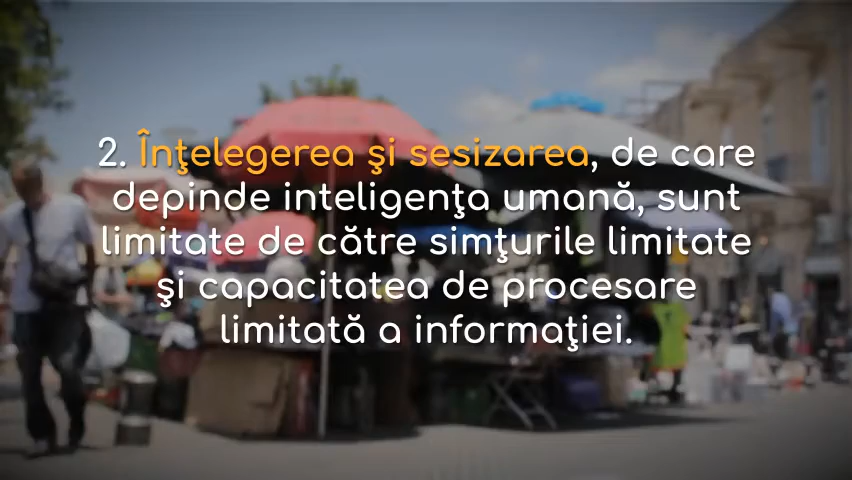 2. Înţelegerea şi sesizarea, de care
depinde inteligenţa umană, sunt
limitate de către simţurile limitate
şi capacitatea de procesare
limitată a informaţiei.